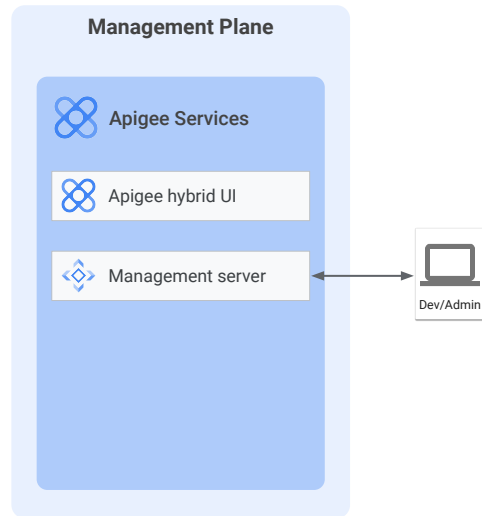 Management Plane
Apigee Services
Apigee hybrid UI
Management server
Dev/Admin